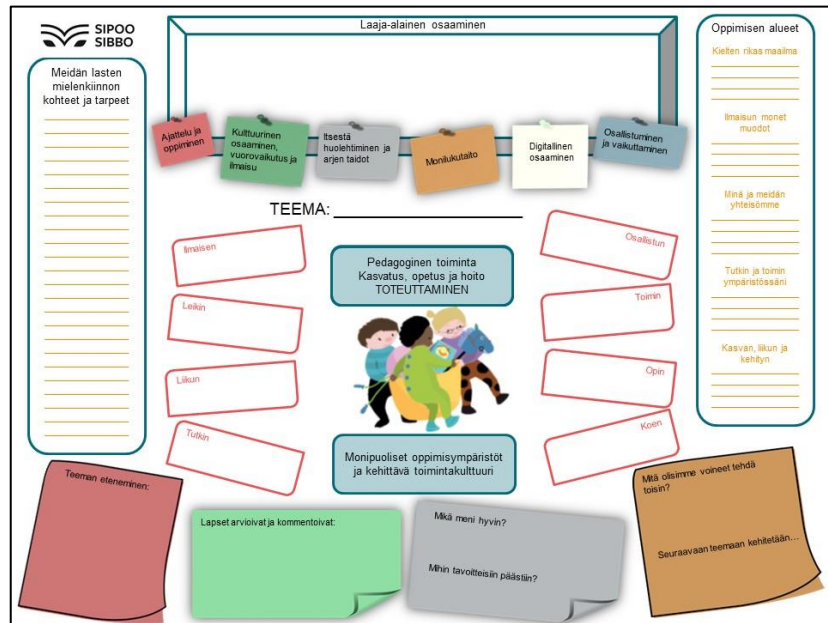 SIPOO
SIBBO
Laaja-alainen osaaminen
Oppimisen alueet
Meidän lasten
mielenkiinnon
kohteet ja tarpeet
Ajattelu ja
oppiminen
Kulttuurinen
osaaminen,
vuorovaikutus ja
ilmaisu
Itsestä
huolehtiminen ja
arjen taidot
Monilukutaito
Digitallinen
osaaminen
Osallistuminen
ja vaikuttaminen
Kielten rikas maailma
Ilmaisun monet
muodot
Minä ja meidän
yhteisömme
Tutkin ja toimin
ympäristössäni
Kasvan, liikun ja
kehityn
TEEMA:
Ilmaisen
Leikin
Liikun
Tutkin
Pedagoginen toiminta
Kasvatus, opetus ja hoito
TOTEUTTAMINEN
Monipuoliset oppimisympäristöt
ja kehittävä toimintakulttuuri
Osallistun
Toimin
Opin
Koen
Teeman eteneminen:
Lapset arvioivat ja kommentoivat:
Mikä meni hyvin?
Mihin tavoitteisiin päästiin?
Mitä olisimme voineet tehdä
toisin?
Seuraavaan teemaan kehitetään…